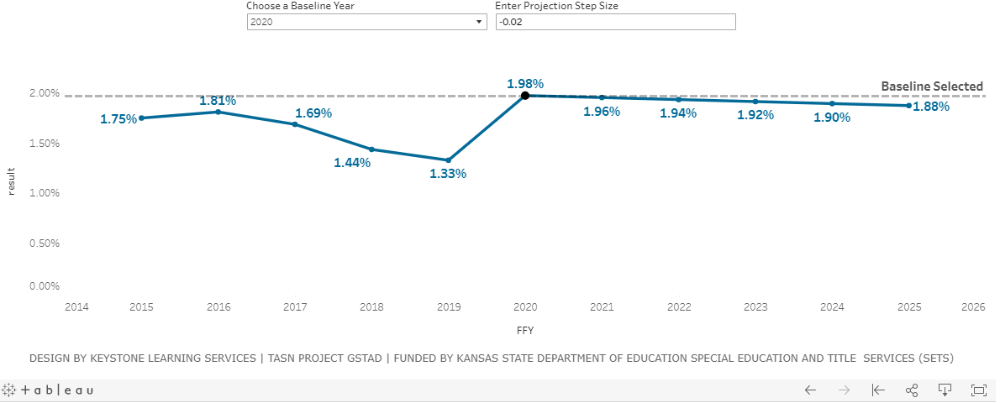 Choose a Baseline Year
Enter Projection Step Size
2020
-0.02
2.00%
1.50%
1.00%
0.50%
0.00%
result
1.75%
1.81%
1.69%
1.44%
1.33%
1.98%
1.96%
1.94%
1.92%
1.90%
1.88%
Baseline Selected
2014 2015 2016 2017 2018 2019 2020 2021 2022 2023 2024 2025 2026
FFY
DESIGN BY KEYSTONE LEARNING SERVICES | TASN PROJECT GSTAD | FUNDED BY KANSAS STATE DEPARTMENT OF EDUCATION SPECIAL EDUCATION AND TITLE SERVICES (SETS)
+ableau